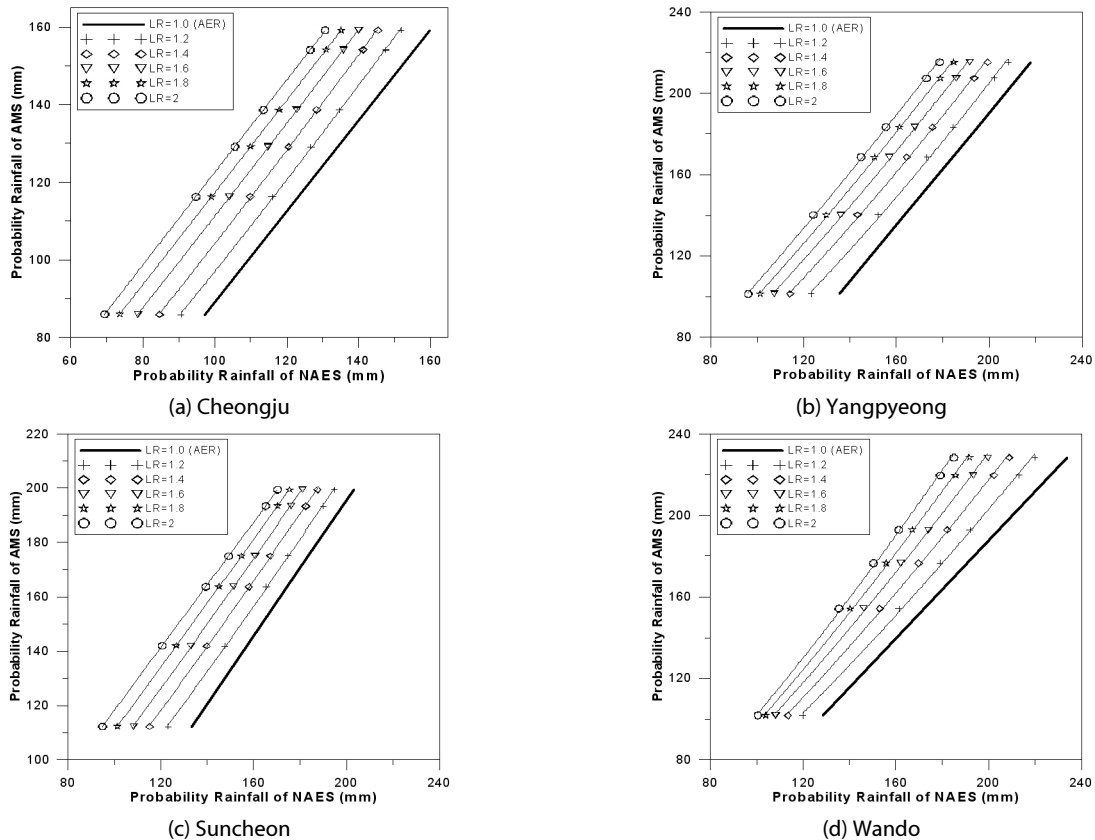 160
140
120
100
80
Probability Rainfall of AMS (mm)
LR=1.0 (AER)
LR=1.2
LR=1.4
LR=1.6
LR=1.8
LR=2
60 80 100 120 140 160
Probability Rainfall of NAES (mm)
(a) Cheongju
240
200
160
120
80
Probability Rainfall of AMS (mm)
LR=1.0 (AER)
LR=1.2
LR=1.4
LR=1.6
LR=1.8
LR=2
80 120 160 200 240
Probability Rainfall of NAES (mm)
(b) Yangpyeong
220
200
180
160
140
120
100
Probability Rainfall of AMS (mm)
LR=1.0 (AER)
LR=1.2
LR=1.4
LR=1.6
LR=1.8
LR=2
80 120 160 200 240
Probability Rainfall of NAES (mm)
(c) Suncheon
240
200
160
120
80
Probability Rainfall of AMS (mm)
LR=1.0 (AER)
LR=1.2
LR=1.4
LR=1.6
LR=1.8
LR=2
80 120 160 200 240
Probability Rainfall of NAES (mm)
(d) Wando